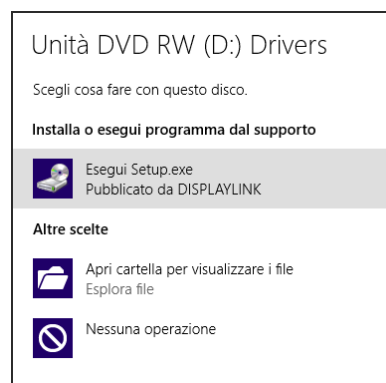 Unità DVD RW (D:) Drivers
Scegli cosa fare con questo disco.
Installa o esegui programma dal supporto
Esegui Setup.exe
Pubblicato da DISPLAYLINK
Altre scelte
Apri cartella per visualizzare i file
Esplora file
Nessuna operazione